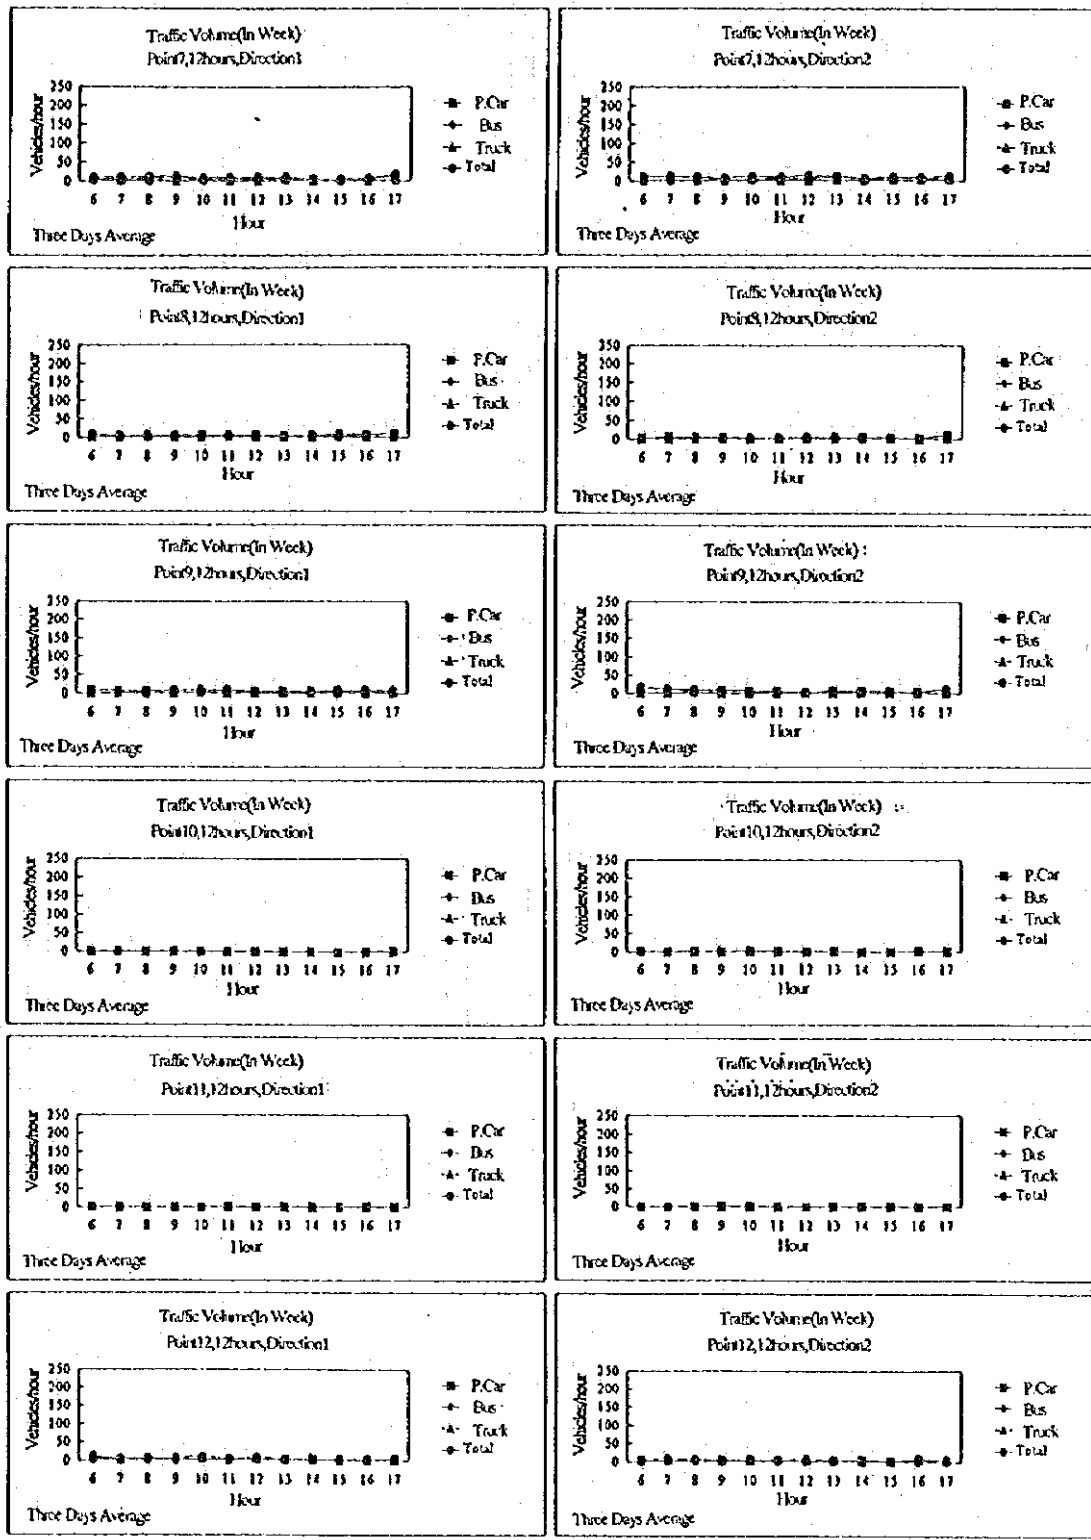 Traffic Volume(In Week)
Point7,12hours,Direction1
Vehicles/hour
250
200
150
100
50
0
6 7 8 9 10 11 12 13 14 15 16 17
Hour
P.Car
Bus
Truck
Total
Three Days Average
Traffic Volume(In Week)
Point7,12hours,Direction2
Vehicles/hour
250
200
150
100
50
0
6 7 8 9 10 11 12 13 14 15 16 17
Hour
P.Car
Bus
Truck
Total
Three Days Average
Traffic Volume(In Week)
Point8,12hours,Direction1
Vehicles/hour
250
200
150
100
50
0
6 7 8 9 10 11 12 13 14 15 16 17
Hour
P.Car
Bus
Truck
Total
Three Days Average
Traffic Volume(In Week)
Point8,12hours,Direction2
Vehicles/hour
250
200
150
100
50
0
6 7 8 9 10 11 12 13 14 15 16 17
Hour
P.Car
Bus
Truck
Total
Three Days Average
Traffic Volume(In Week)
Point9,12hours,Direction1
Vehicles/hour
250
200
150
100
50
0
6 7 8 9 10 11 12 13 14 15 16 17
Hour
P.Car
Bus
Truck
Total
Three Days Average
Traffic Volume(In Week)
Point9,12hours,Direction2
Vehicles/hour
250
200
150
100
50
0
6 7 8 9 10 11 12 13 14 15 16 17
Hour
P.Car
Bus
Truck
Total
Three Days Average
Traffic Volume(In Week)
Point10,12hours,Direction1
Vehicles/hour
250
200
150
100
50
0
6 7 8 9 10 11 12 13 14 15 16 17
Hour
P.Car
Bus
Truck
Total
Three Days Average
Traffic Volume(In Week)
Point10,12hours,Direction2
Vehicles/hour
250
200
150
100
50
0
6 7 8 9 10 11 12 13 14 15 16 17
Hour
P.Car
Bus
Truck
Total
Three Days Average
Traffic Volume(In Week)
Point11,12hours,Direction1
Vehicles/hour
250
200
150
100
50
0
6 7 8 9 10 11 12 13 14 15 16 17
Hour
P.Car
Bus
Truck
Total
Three Days Average
Traffic Volume(In Week)
Point11,12hours,Direction2
Vehicles/hour
250
200
150
100
50
0
6 7 8 9 10 11 12 13 14 15 16 17
Hour
P.Car
Bus
Truck
Total
Three Days Average
Traffic Volume(In Week)
Point12,12hours,Direction1
Vehicles/hour
250
200
150
100
50
0
6 7 8 9 10 11 12 13 14 15 16 17
Hour
P.Car
Bus
Truck
Total
Three Days Average
Traffic Volume(In Week)
Point12,12hours,Direction2
Vehicles/hour
250
200
150
100
50
0
6 7 8 9 10 11 12 13 14 15 16 17
Hour
P.Car
Bus
Truck
Total
Three Days Average